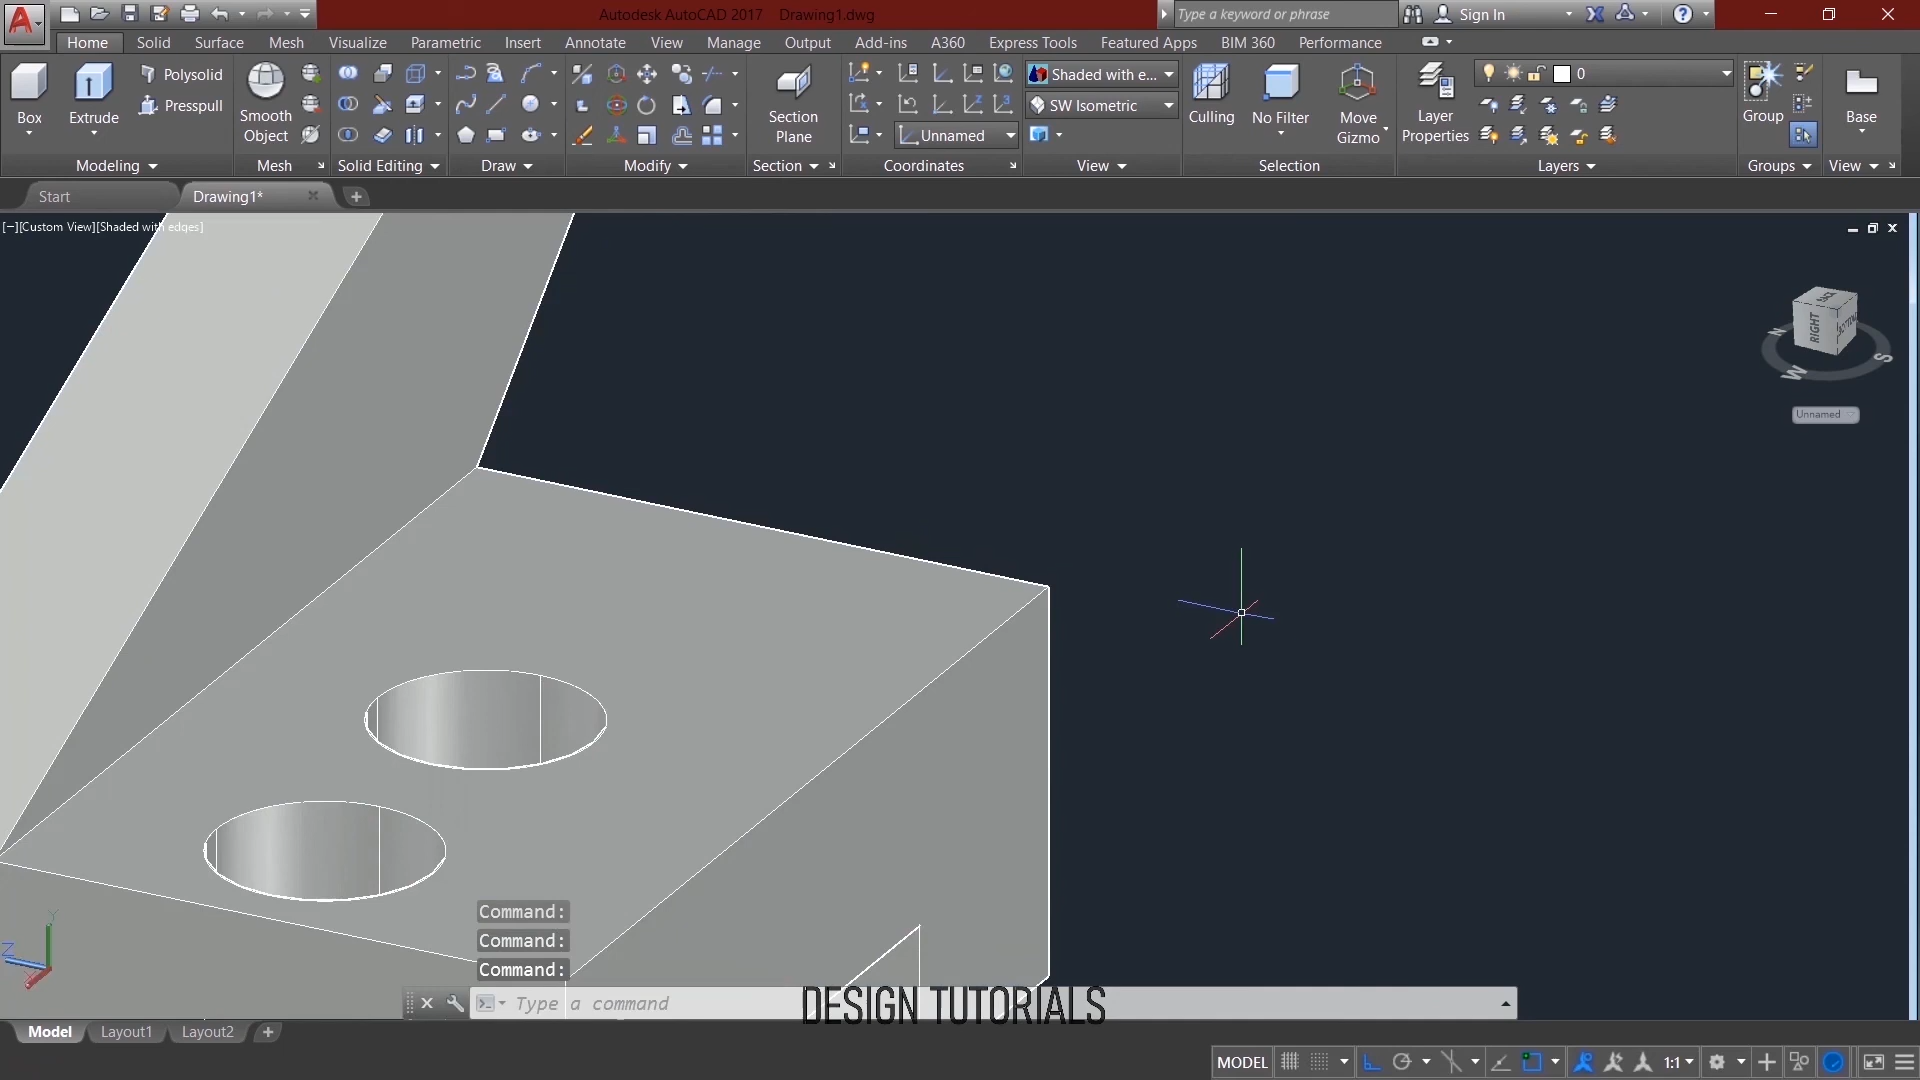 Autodesk AutoCAD 2017 Drawing1.dwg
Type a keyword or phrase
Sign In
Home Solid Surface Mesh Visualize Parametric Insert Annotate View Manage Output Add-ins A360 Express Tools Featured Apps BIM 360 Performance
Box
Extrude
Polysolid
Presspull
Smooth Object
Section Plane
Unnamed
Shaded with e...
SW Isometric
Culling
No Filter
Move Gizmo
Layer Properties
0
Group
Base
Modeling Mesh Solid Editing Draw Modify Section Coordinates View Selection Layers Groups View
Start Drawing1*
[−][Custom View][Shaded with edges]
BACK
RIGHT
BOTTOM
N
S
W
Unnamed
Y
Z
X
Command:
Command:
Command:
Type a command
DESIGN TUTORIALS
Model Layout1 Layout2
MODEL
1:1